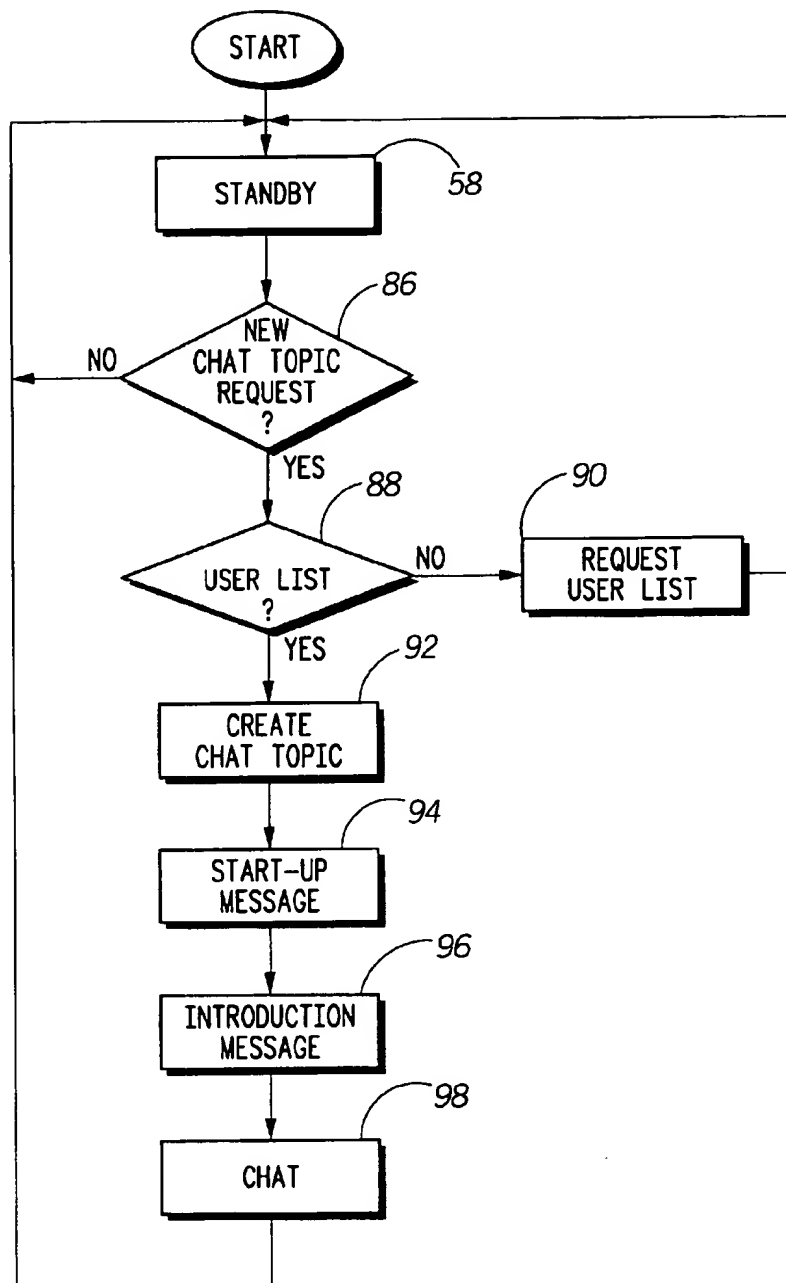 START
STANDBY
58
86
NEW
CHAT TOPIC
REQUEST
?
NO
YES
88
USER LIST
?
NO
90
REQUEST
USER LIST
YES
92
CREATE
CHAT TOPIC
94
START-UP
MESSAGE
96
INTRODUCTION
MESSAGE
98
CHAT